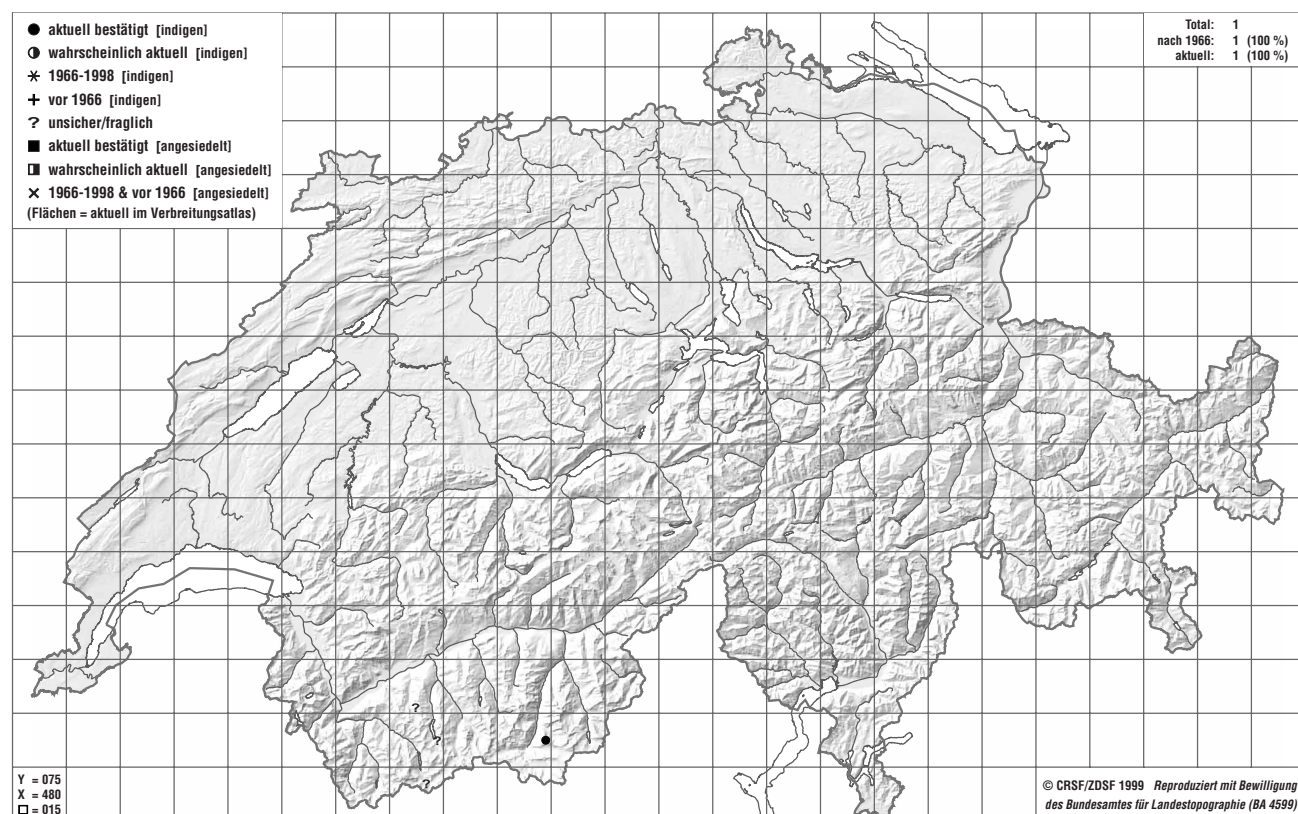 ● aktuell bestätigt [indigen]
◑ wahrscheinlich aktuell [indigen]
✳ 1966-1998 [indigen]
+ vor 1966 [indigen]
? unsicher/fraglich
■ aktuell bestätigt [angesiedelt]
◨ wahrscheinlich aktuell [angesiedelt]
✕ 1966-1998 & vor 1966 [angesiedelt]
(Flächen = aktuell im Verbreitungsatlas)
Total: 1
nach 1966: 1 (100 %)
aktuell: 1 (100 %)
?
?
?
Y = 075
X = 480
□ = 015
© CRSF/ZDSF 1999 Reproduziert mit Bewilligung
des Bundesamtes für Landestopographie (BA 4599)